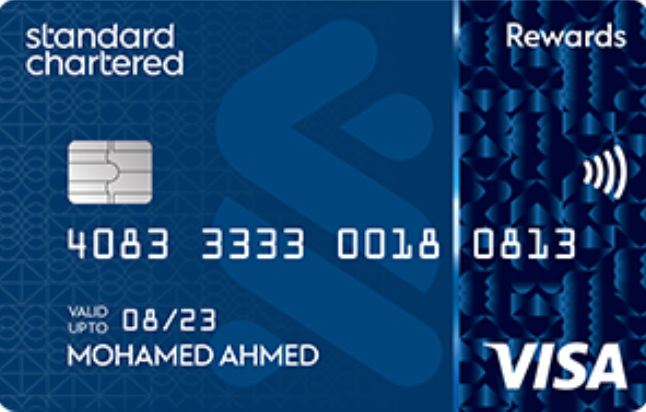 standard
chartered
Rewards
4083 3333 0018 0813
VALID
UPTO 08/23
MOHAMED AHMED
VISA